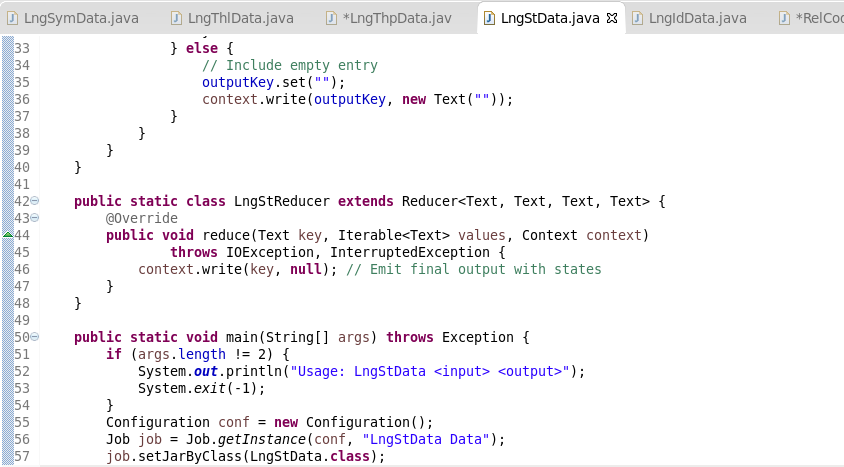 LngSymData.java LngThlData.java *LngThpData.jav LngStData.java LngIdData.java *RelCoo
33 } else {
34 // Include empty entry
35 outputKey.set("");
36 context.write(outputKey, new Text(""));
37 }
38 }
39 }
40 }
41
42 public static class LngStReducer extends Reducer<Text, Text, Text, Text> {
43 @Override
44 public void reduce(Text key, Iterable<Text> values, Context context)
45 throws IOException, InterruptedException {
46 context.write(key, null); // Emit final output with states
47 }
48 }
49
50 public static void main(String[] args) throws Exception {
51 if (args.length != 2) {
52 System.out.println("Usage: LngStData <input> <output>");
53 System.exit(-1);
54 }
55 Configuration conf = new Configuration();
56 Job job = Job.getInstance(conf, "LngStData Data");
57 job.setJarByClass(LngStData.class);